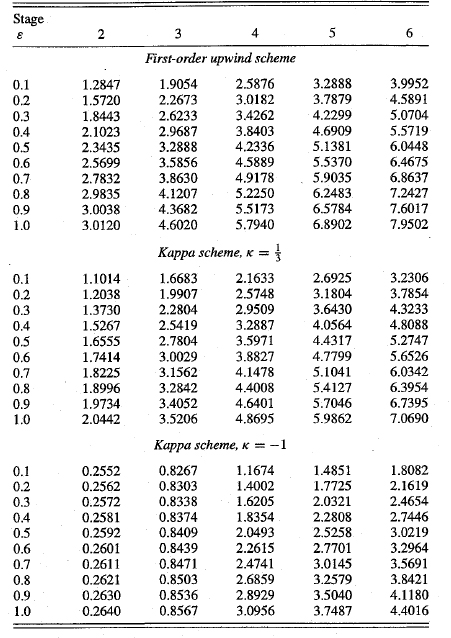 Stage
ε 2 3 4 5 6
First-order upwind scheme
0.1 1.2847 1.9054 2.5876 3.2888 3.9952
0.2 1.5720 2.2673 3.0182 3.7879 4.5891
0.3 1.8443 2.6233 3.4262 4.2299 5.0704
0.4 2.1023 2.9687 3.8403 4.6909 5.5719
0.5 2.3435 3.2888 4.2336 5.1381 6.0448
0.6 2.5699 3.5856 4.5889 5.5370 6.4675
0.7 2.7832 3.8630 4.9178 5.9035 6.8637
0.8 2.9835 4.1207 5.2250 6.2483 7.2427
0.9 3.0038 4.3682 5.5173 6.5784 7.6017
1.0 3.0120 4.6020 5.7940 6.8902 7.9502
Kappa scheme, κ = 1/3
0.1 1.1014 1.6683 2.1633 2.6925 3.2306
0.2 1.2038 1.9907 2.5748 3.1804 3.7854
0.3 1.3730 2.2804 2.9509 3.6430 4.3233
0.4 1.5267 2.5419 3.2887 4.0564 4.8088
0.5 1.6555 2.7804 3.5971 4.4317 5.2747
0.6 1.7414 3.0029 3.8827 4.7799 5.6526
0.7 1.8225 3.1562 4.1478 5.1041 6.0342
0.8 1.8996 3.2842 4.4008 5.4127 6.3954
0.9 1.9734 3.4052 4.6401 5.7046 6.7395
1.0 2.0442 3.5206 4.8695 5.9862 7.0690
Kappa scheme, κ = −1
0.1 0.2552 0.8267 1.1674 1.4851 1.8082
0.2 0.2562 0.8303 1.4002 1.7725 2.1619
0.3 0.2572 0.8338 1.6205 2.0321 2.4654
0.4 0.2581 0.8374 1.8354 2.2808 2.7446
0.5 0.2592 0.8409 2.0493 2.5258 3.0219
0.6 0.2601 0.8439 2.2615 2.7701 3.2964
0.7 0.2611 0.8471 2.4741 3.0145 3.5691
0.8 0.2621 0.8503 2.6859 3.2579 3.8421
0.9 0.2630 0.8536 2.8929 3.5040 4.1180
1.0 0.2640 0.8567 3.0956 3.7487 4.4016